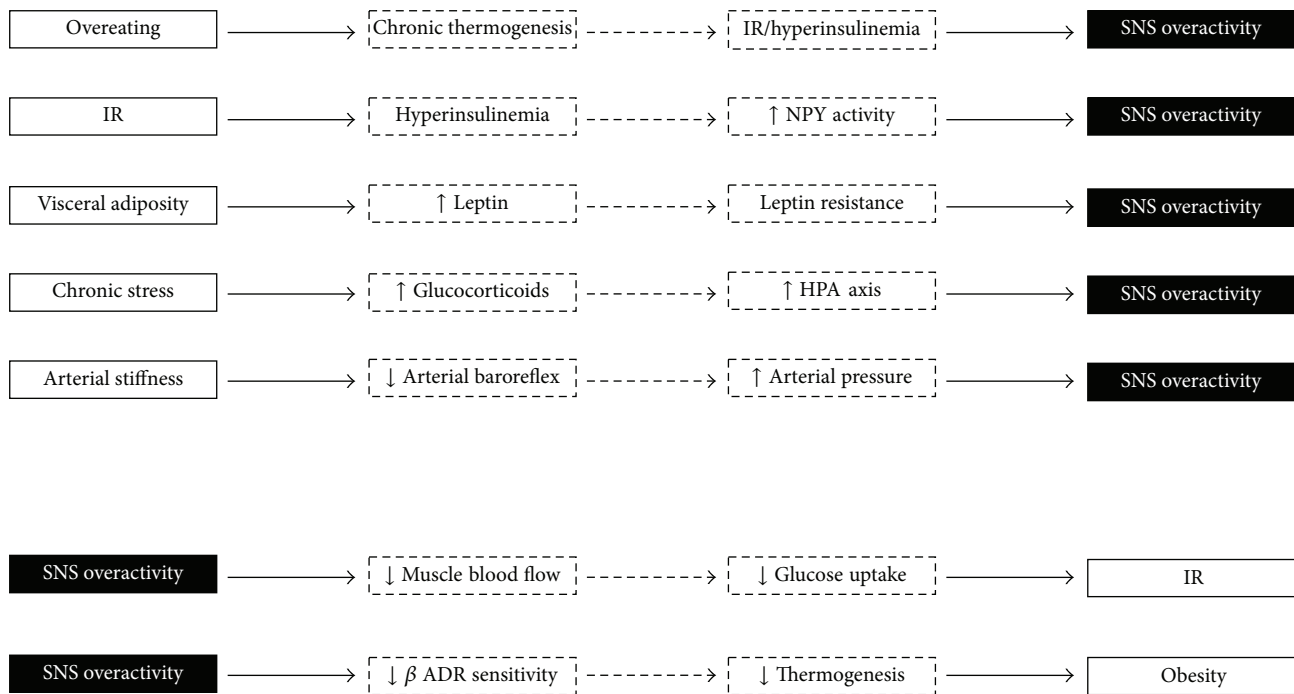 Overeating
Chronic thermogenesis
IR/hyperinsulinemia
SNS overactivity
IR
Hyperinsulinemia
↑ NPY activity
SNS overactivity
Visceral adiposity
↑ Leptin
Leptin resistance
SNS overactivity
Chronic stress
↑ Glucocorticoids
↑ HPA axis
SNS overactivity
Arterial stiffness
↓ Arterial baroreflex
↑ Arterial pressure
SNS overactivity
SNS overactivity
↓ Muscle blood flow
↓ Glucose uptake
IR
SNS overactivity
↓ β ADR sensitivity
↓ Thermogenesis
Obesity